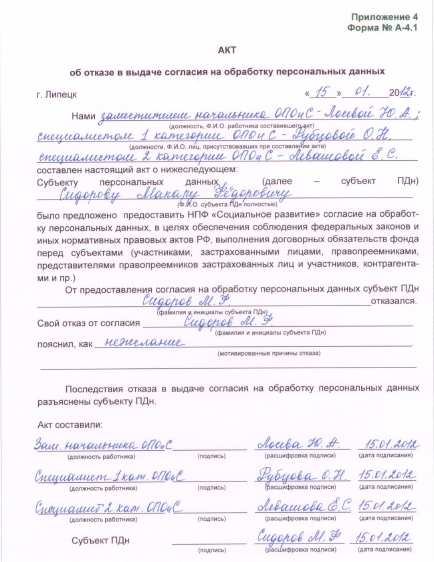 Приложение 4
Форма № А-4.1
АКТ
об отказе в выдаче согласия на обработку персональных данных
г. Липецк « 15 » 01. 2012г.
Нами заместителем начальника ОПОиС - Лосевой Ю.А.;
(должность, Ф.И.О. работника составившего акт)
специалистом 1 категории ОПОиС - Рубцовой О.Н.
(должности, Ф.И.О. лиц, присутствовавших при составлении акта)
специалистом 2 категории ОПОиС - Левашовой Е.С.
составлен настоящий акт о нижеследующем:
Субъекту персональных данных , (далее – субъект ПДн)
Сидорову Макару Фёдоровичу
(Ф.И.О. субъекта ПДн полностью)
было предложено предоставить НПФ «Социальное развитие» согласие на обработ-
ку персональных данных, в целях обеспечения соблюдения федеральных законов и
иных нормативных правовых актов РФ, выполнения договорных обязательств фонда
перед субъектами (участниками, застрахованными лицами, правопреемниками,
представителями правопреемников застрахованных лиц и участников, контрагента-
ми и пр.)
От предоставления согласия на обработку персональных данных субъект ПДн
Сидоров М. Ф. отказался.
(фамилия и инициалы субъекта ПДн)
Свой отказ от согласия Сидоров М. Ф.
(фамилия и инициалы субъекта ПДн)
пояснил, как нежелание
(мотивированные причины отказа)
Последствия отказа в выдаче согласия на обработку персональных данных
разъяснены субъекту ПДн.
Акт составили:
Зам. начальника ОПОиС Лосева Ю. А 15.01.2012
(должность работника) (подпись) (расшифровка подписи) (дата подписания)
Специалист 1 кат. ОПОиС Рубцова О.Н. 15.01.2012
(должность работника) (подпись) (расшифровка подписи) (дата подписания)
Специалист 2 кат. ОПОиС Левашова Е.С. 15.01.2012
(должность работника) (подпись) (расшифровка подписи) (дата подписания)
Субъект ПДн Сидоров М. Ф 15.01.2012
(подпись) (расшифровка подписи) (дата подписания)